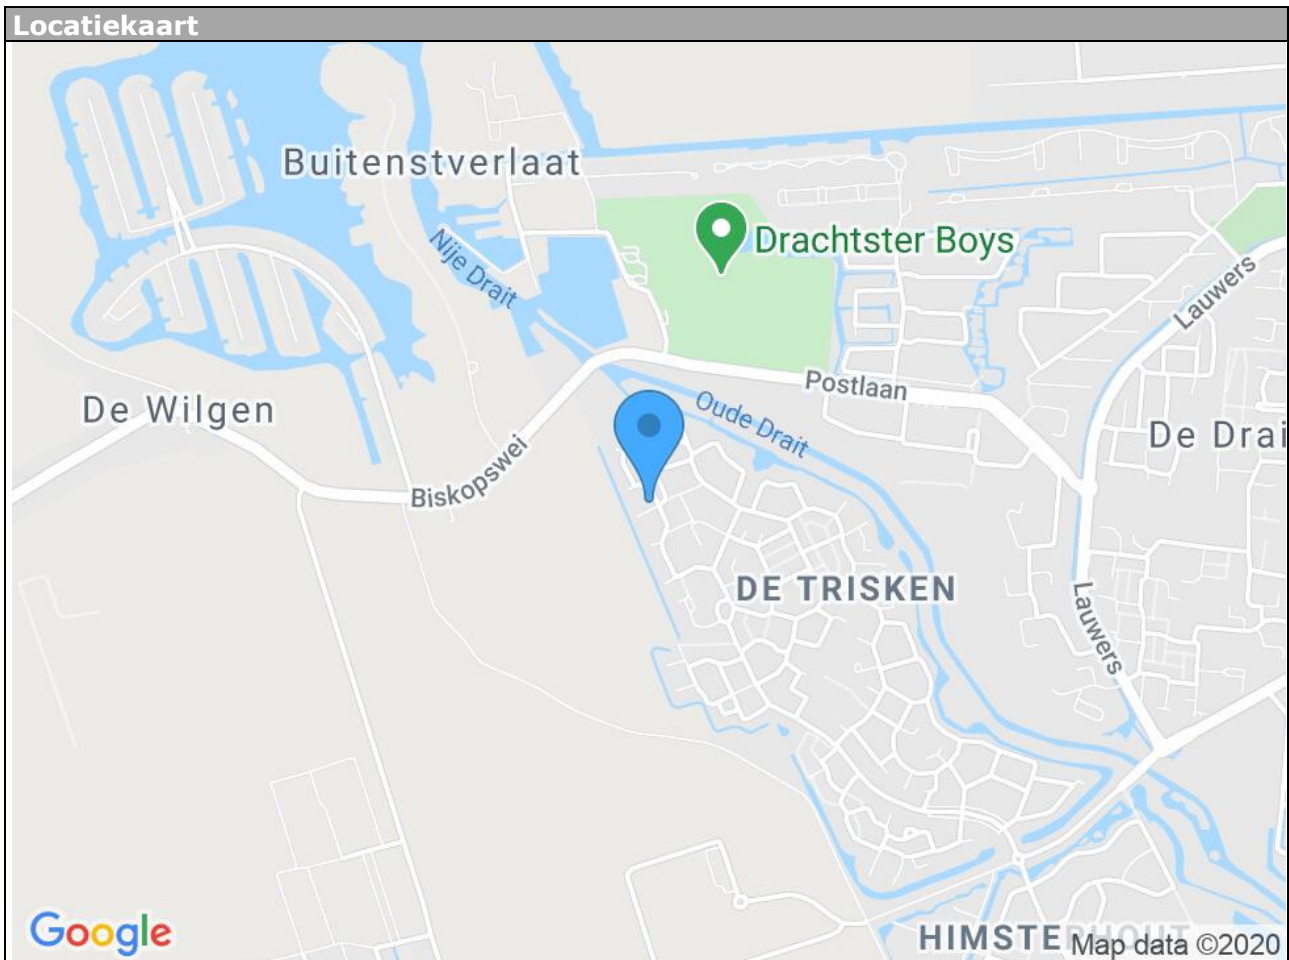 Locatiekaart
Buitenstverlaat
Nije Drait
Drachtster Boys
Lauwers
De Wilgen
Postlaan
Oude Drait
De Drai
Biskopswei
DE TRISKEN
Lauwers
Google
HIMSTERHOUT
Map data ©2020